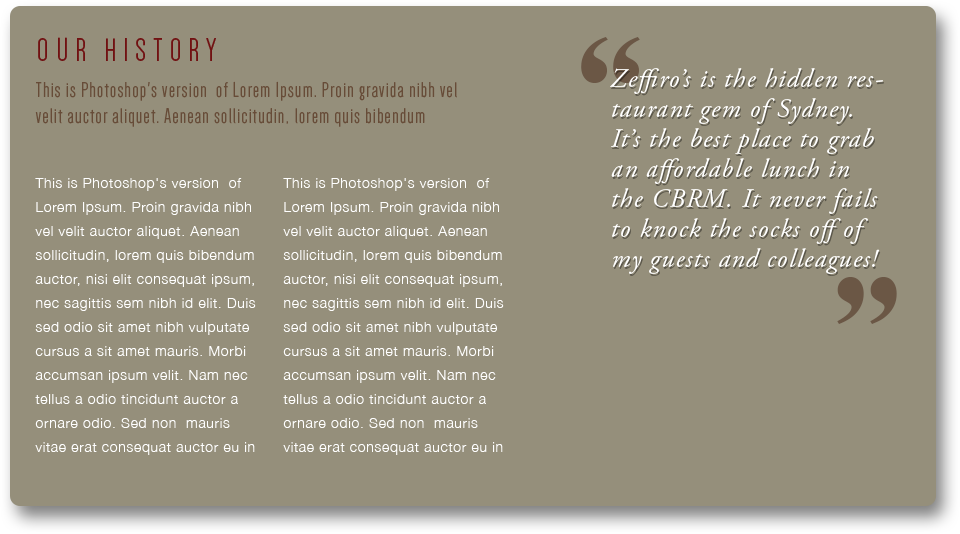 OUR HISTORY
This is Photoshop's version  of Lorem Ipsum. Proin gravida nibh vel
velit auctor aliquet. Aenean sollicitudin, lorem quis bibendum
This is Photoshop's version  of
Lorem Ipsum. Proin gravida nibh
vel velit auctor aliquet. Aenean
sollicitudin, lorem quis bibendum
auctor, nisi elit consequat ipsum,
nec sagittis sem nibh id elit. Duis
sed odio sit amet nibh vulputate
cursus a sit amet mauris. Morbi
accumsan ipsum velit. Nam nec
tellus a odio tincidunt auctor a
ornare odio. Sed non  mauris
vitae erat consequat auctor eu in
This is Photoshop's version  of
Lorem Ipsum. Proin gravida nibh
vel velit auctor aliquet. Aenean
sollicitudin, lorem quis bibendum
auctor, nisi elit consequat ipsum,
nec sagittis sem nibh id elit. Duis
sed odio sit amet nibh vulputate
cursus a sit amet mauris. Morbi
accumsan ipsum velit. Nam nec
tellus a odio tincidunt auctor a
ornare odio. Sed non  mauris
vitae erat consequat auctor eu in
“Zeffiro’s is the hidden res-
taurant gem of Sydney.
It’s the best place to grab
an affordable lunch in
the CBRM. It never fails
to knock the socks off of
my guests and colleagues!”